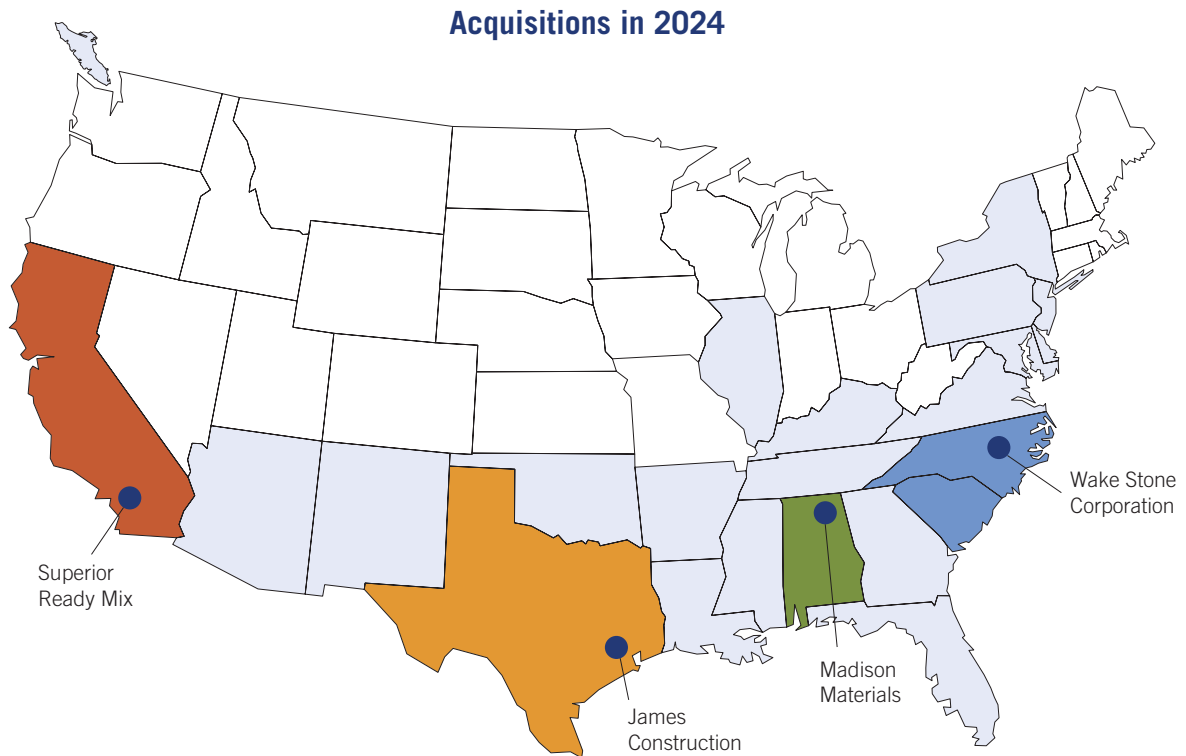 Acquisitions in 2024
Wake Stone
Corporation
Superior
Ready Mix
Madison
Materials
James
Construction